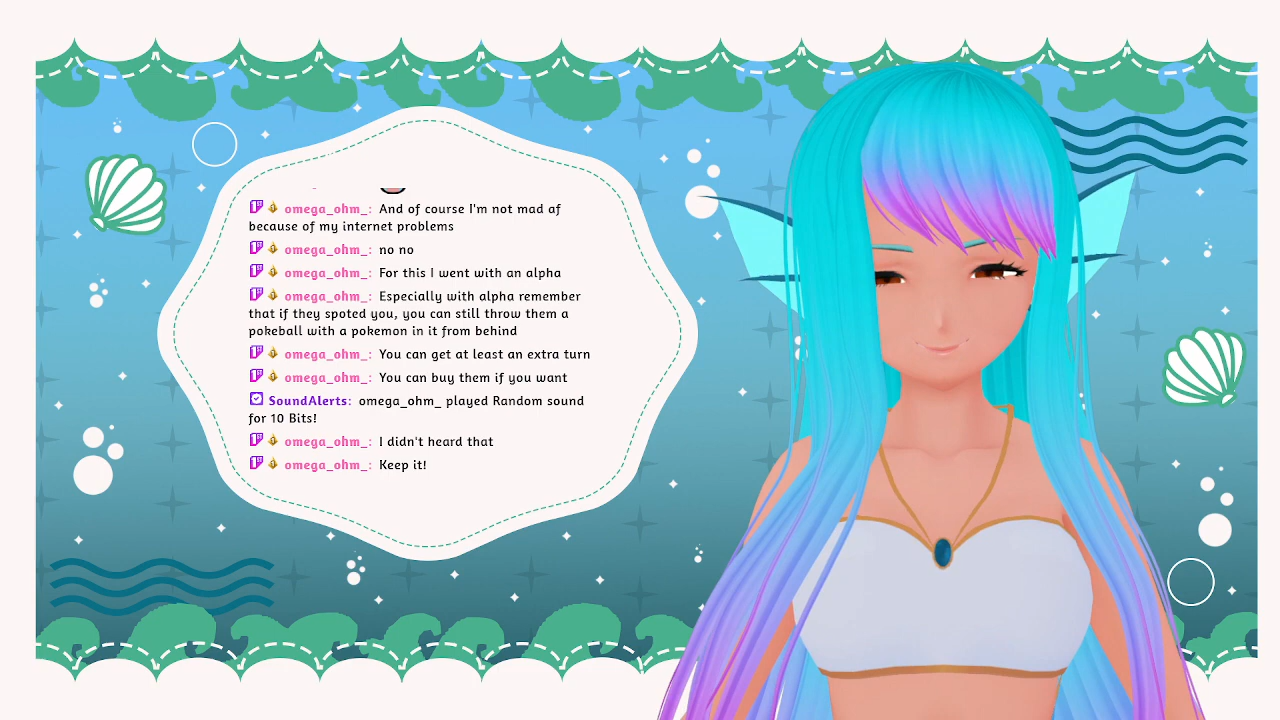 omega_ohm_: And of course I'm not mad af
because of my internet problems
omega_ohm_: no no
omega_ohm_: For this I went with an alpha
omega_ohm_: Especially with alpha remember
that if they spoted you, you can still throw them a
pokeball with a pokemon in it from behind
omega_ohm_: You can get at least an extra turn
omega_ohm_: You can buy them if you want
SoundAlerts: omega_ohm_ played Random sound
for 10 Bits!
omega_ohm_: I didn't heard that
omega_ohm_: Keep it!